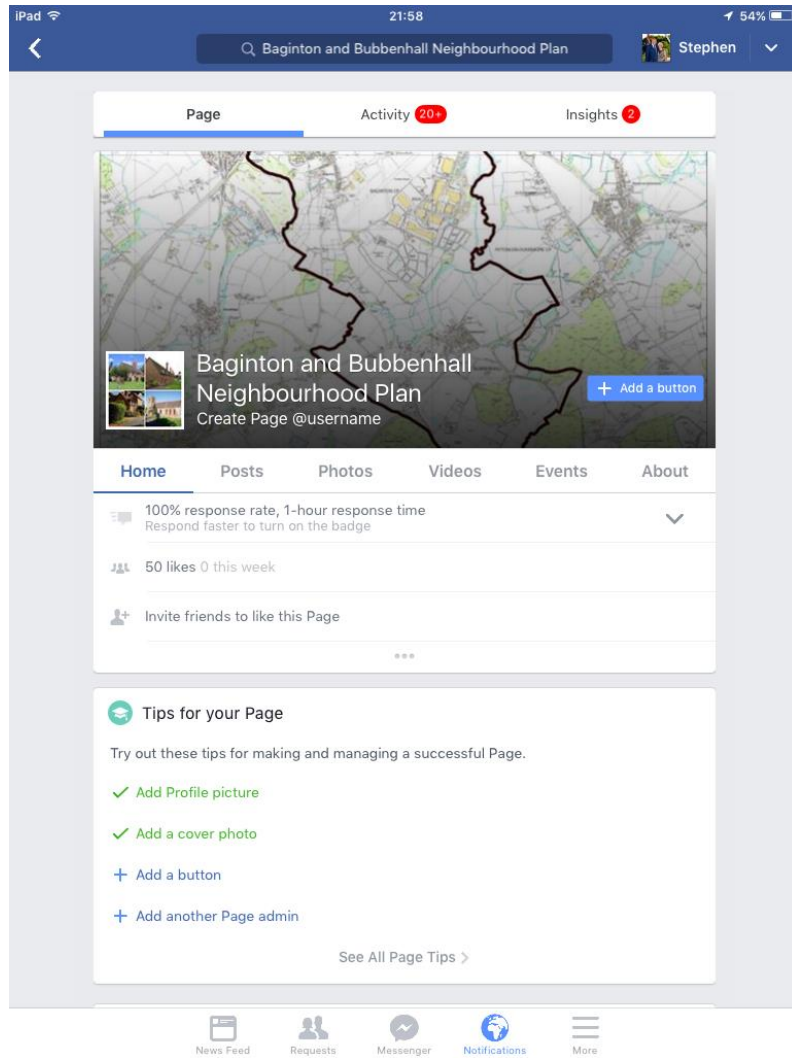 iPad 21:58 54%
Baginton and Bubbenhall Neighbourhood Plan Stephen
Page Activity 20+ Insights 2
Baginton and Bubbenhall
Neighbourhood Plan
Create Page @username
+ Add a button
Home Posts Photos Videos Events About
100% response rate, 1-hour response time
Respond faster to turn on the badge
50 likes 0 this week
Invite friends to like this Page
Tips for your Page
Try out these tips for making and managing a successful Page.
Add Profile picture
Add a cover photo
+ Add a button
+ Add another Page admin
See All Page Tips >
News Feed Requests Messenger Notifications More